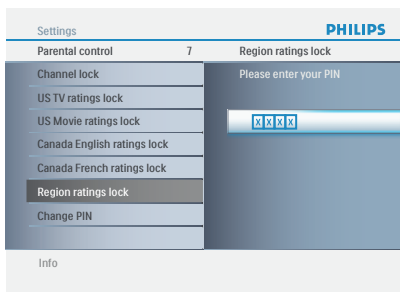 Settings
PHILIPS
Parental control 7
Region ratings lock
Channel lock
Please enter your PIN
US TV ratings lock
US Movie ratings lock
X X X X
Canada English ratings lock
Canada French ratings lock
Region ratings lock
Change PIN
Info